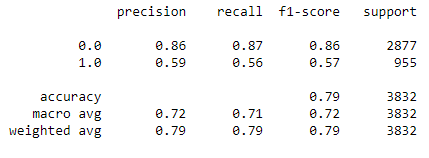 precision recall f1-score support
0.0 0.86 0.87 0.86 2877
1.0 0.59 0.56 0.57 955
accuracy 0.79 3832
macro avg 0.72 0.71 0.72 3832
weighted avg 0.79 0.79 0.79 3832